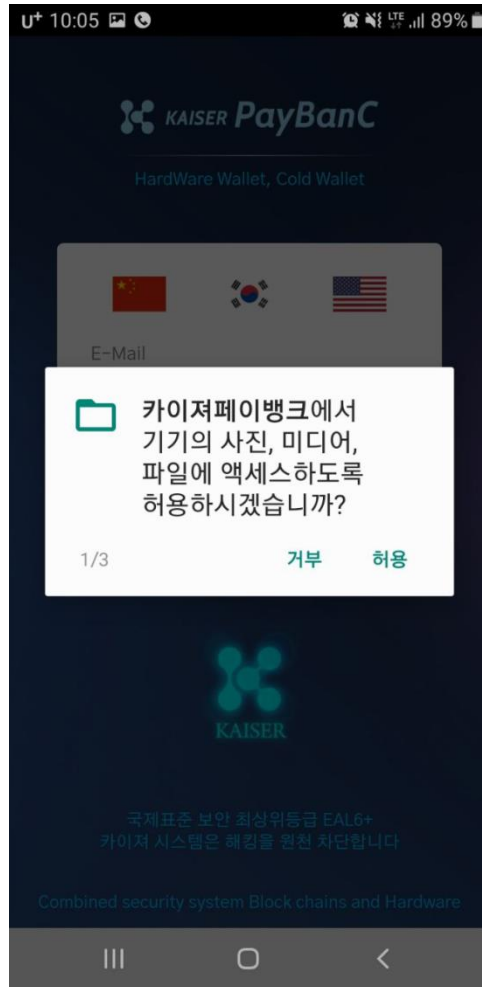 U+ 10:05 LTE 89%
KAISER PayBanC
HardWare Wallet, Cold Wallet
E-Mail
카이져페이뱅크에서
기기의 사진, 미디어,
파일에 액세스하도록
허용하시겠습니까?
1/3 거부 허용
KAISER
국제표준 보안 최상위등급 EAL6+
카이져 시스템은 해킹을 원천 차단합니다
Combined security system Block chains and Hardware